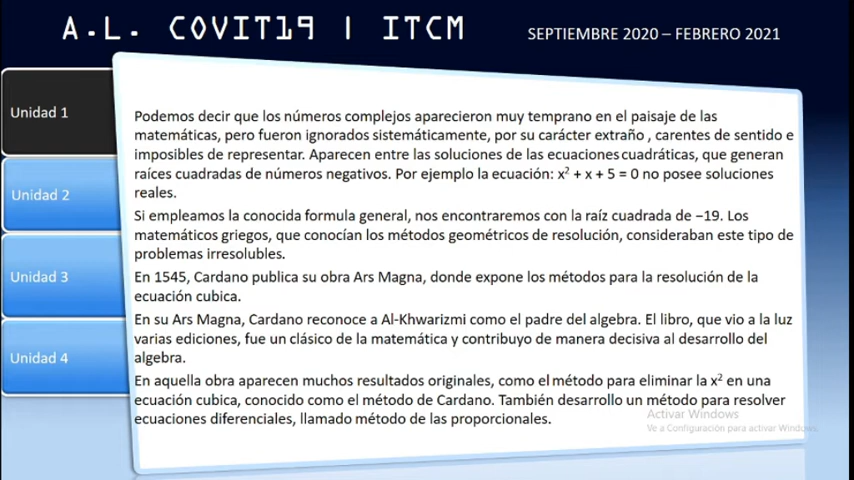 A.L. COVIT19 | ITCM
SEPTIEMBRE 2020 – FEBRERO 2021
Unidad 1
Unidad 2
Unidad 3
Unidad 4
Podemos decir que los números complejos aparecieron muy temprano en el paisaje de las
matemáticas, pero fueron ignorados sistemáticamente, por su carácter extraño , carentes de sentido e
imposibles de representar. Aparecen entre las soluciones de las ecuaciones cuadráticas, que generan
raíces cuadradas de números negativos. Por ejemplo la ecuación: x² + x + 5 = 0 no posee soluciones
reales.
Si empleamos la conocida formula general, nos encontraremos con la raíz cuadrada de −19. Los
matemáticos griegos, que conocían los métodos geométricos de resolución, consideraban este tipo de
problemas irresolubles.
En 1545, Cardano publica su obra Ars Magna, donde expone los métodos para la resolución de la
ecuación cubica.
En su Ars Magna, Cardano reconoce a Al-Khwarizmi como el padre del algebra. El libro, que vio a la luz
varias ediciones, fue un clásico de la matemática y contribuyo de manera decisiva al desarrollo del
algebra.
En aquella obra aparecen muchos resultados originales, como el método para eliminar la x² en una
ecuación cubica, conocido como el método de Cardano. También desarrollo un método para resolver
ecuaciones diferenciales, llamado método de las proporcionales.
Activar Windows
Ve a Configuración para activar Windows.